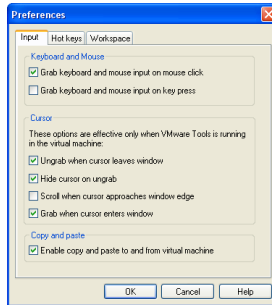 Preferences
Input Hot keys Workspace
Keyboard and Mouse
Grab keyboard and mouse input on mouse click
Grab keyboard and mouse input on key press
Cursor
These options are effective only when VMware Tools is running
in the virtual machine:
Ungrab when cursor leaves window
Hide cursor on ungrab
Scroll when cursor approaches window edge
Grab when cursor enters window
Copy and paste
Enable copy and paste to and from virtual machine
OK Cancel Help